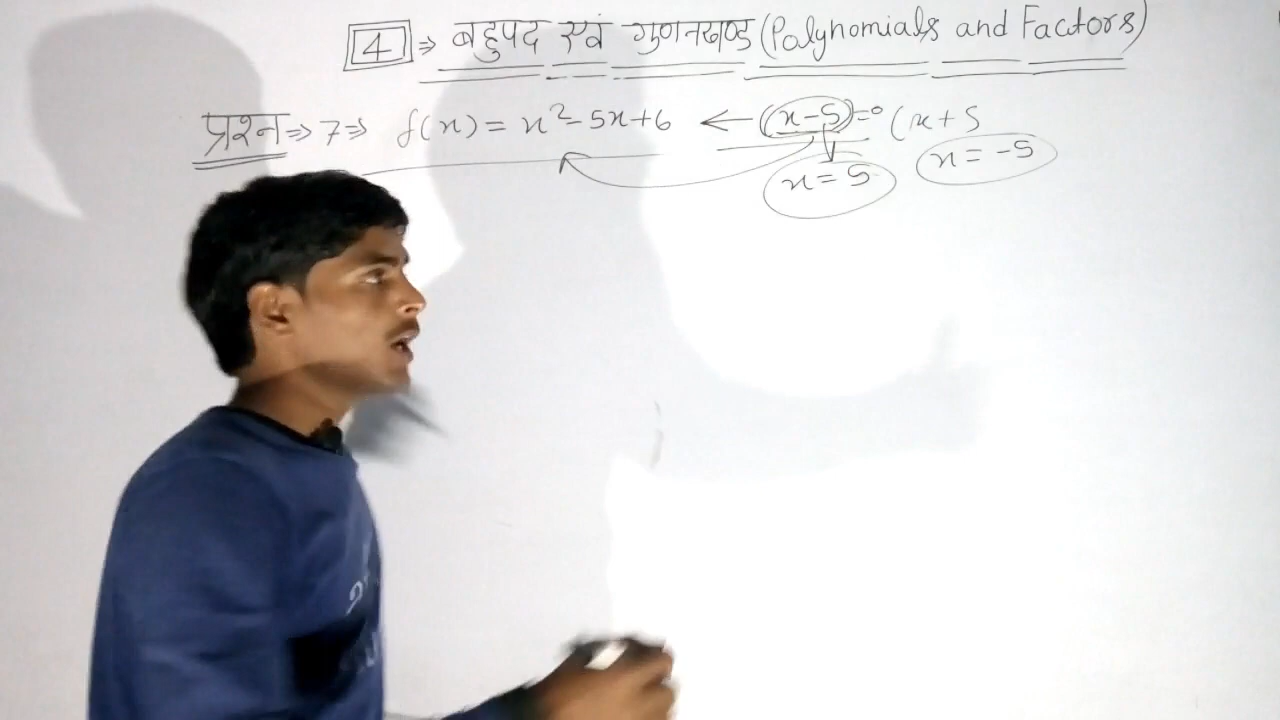 4 ⇒ बहुपद एवं गुणनखण्ड (Polynomials and Factors)
प्रश्न ⇒ 7 ⇒ f(x) = x²-5x+6 ← (x-5)=0 (x+5
x = 5 x = -5